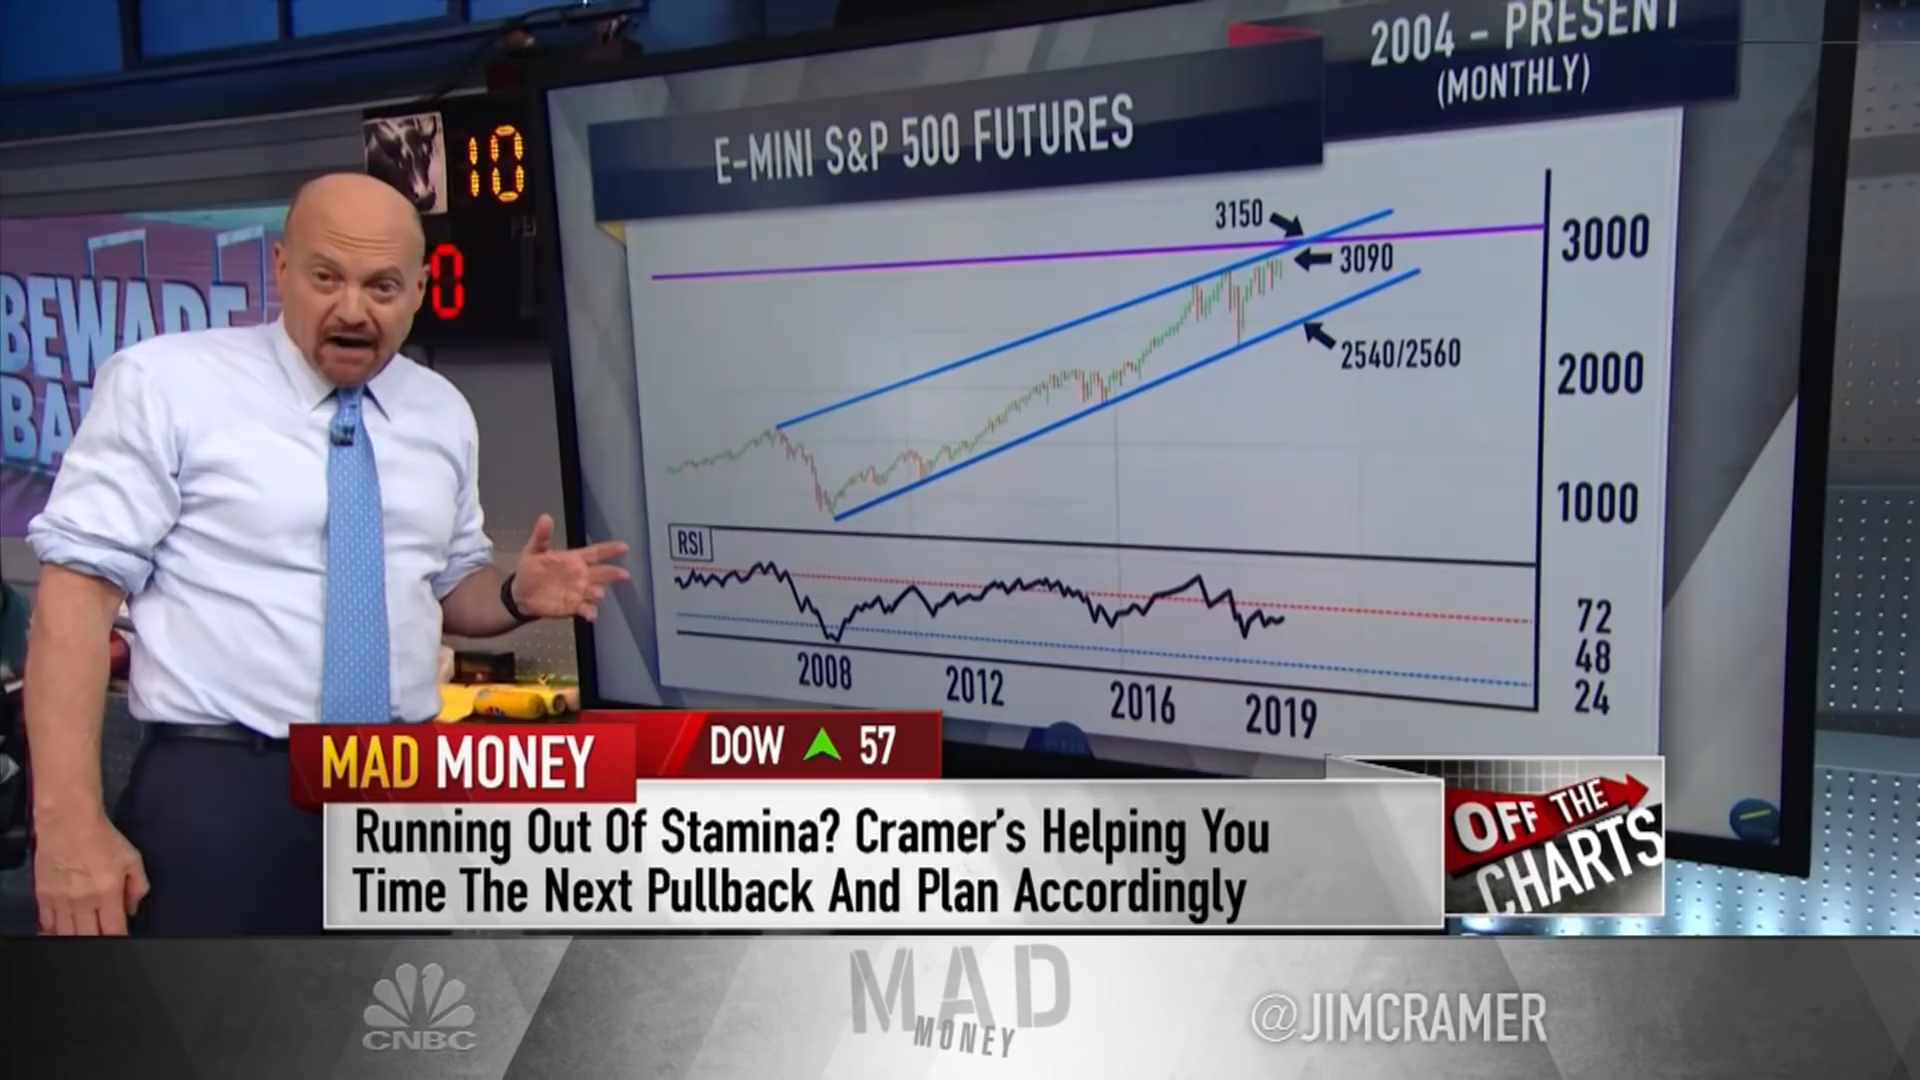 2004 - PRESENT
(MONTHLY)
E-MINI S&P 500 FUTURES
10
0
BEWARE
BA
3150
3090
2540/2560
3000
2000
1000
RSI
72
48
24
2008
2012
2016
2019
MAD MONEY
DOW 57
Running Out Of Stamina? Cramer's Helping You
Time The Next Pullback And Plan Accordingly
OFF THE
CHARTS
CNBC
MAD
MONEY
@JIMCRAMER